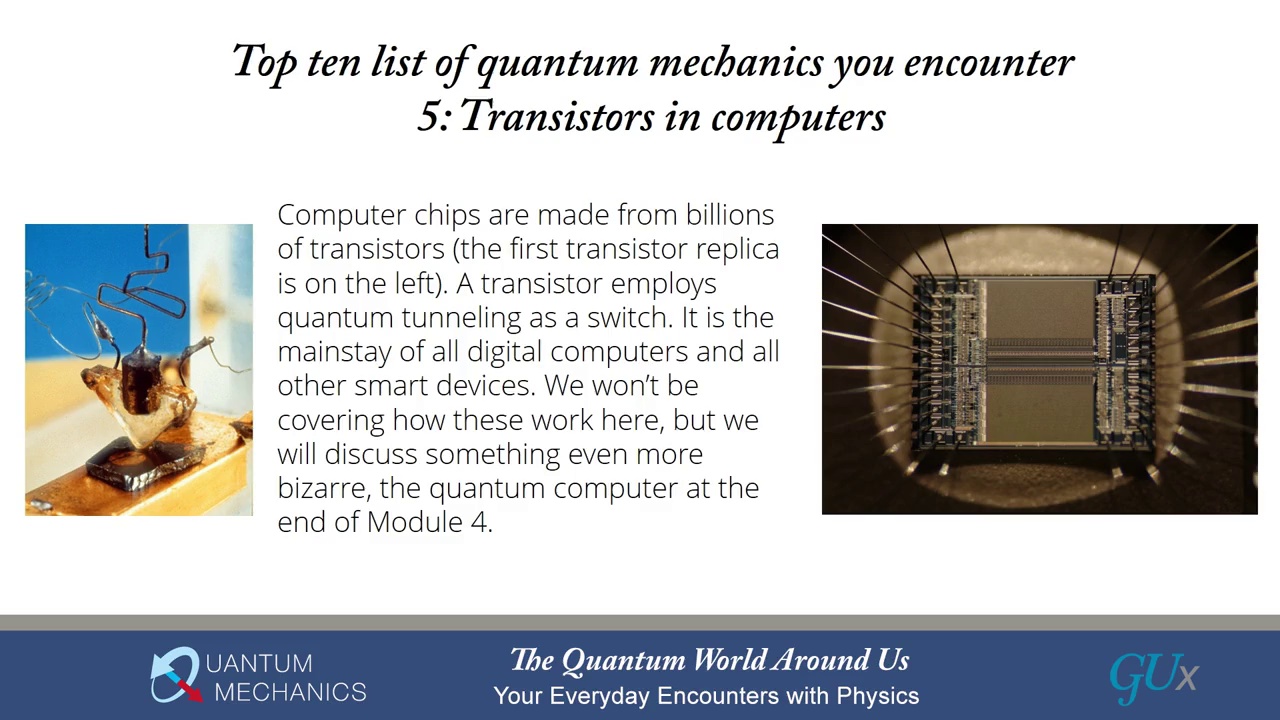 Top ten list of quantum mechanics you encounter
5: Transistors in computers
Computer chips are made from billions
of transistors (the first transistor replica
is on the left). A transistor employs
quantum tunneling as a switch. It is the
mainstay of all digital computers and all
other smart devices. We won’t be
covering how these work here, but we
will discuss something even more
bizarre, the quantum computer at the
end of Module 4.
QUANTUM
MECHANICS
The Quantum World Around Us
Your Everyday Encounters with Physics
GUx